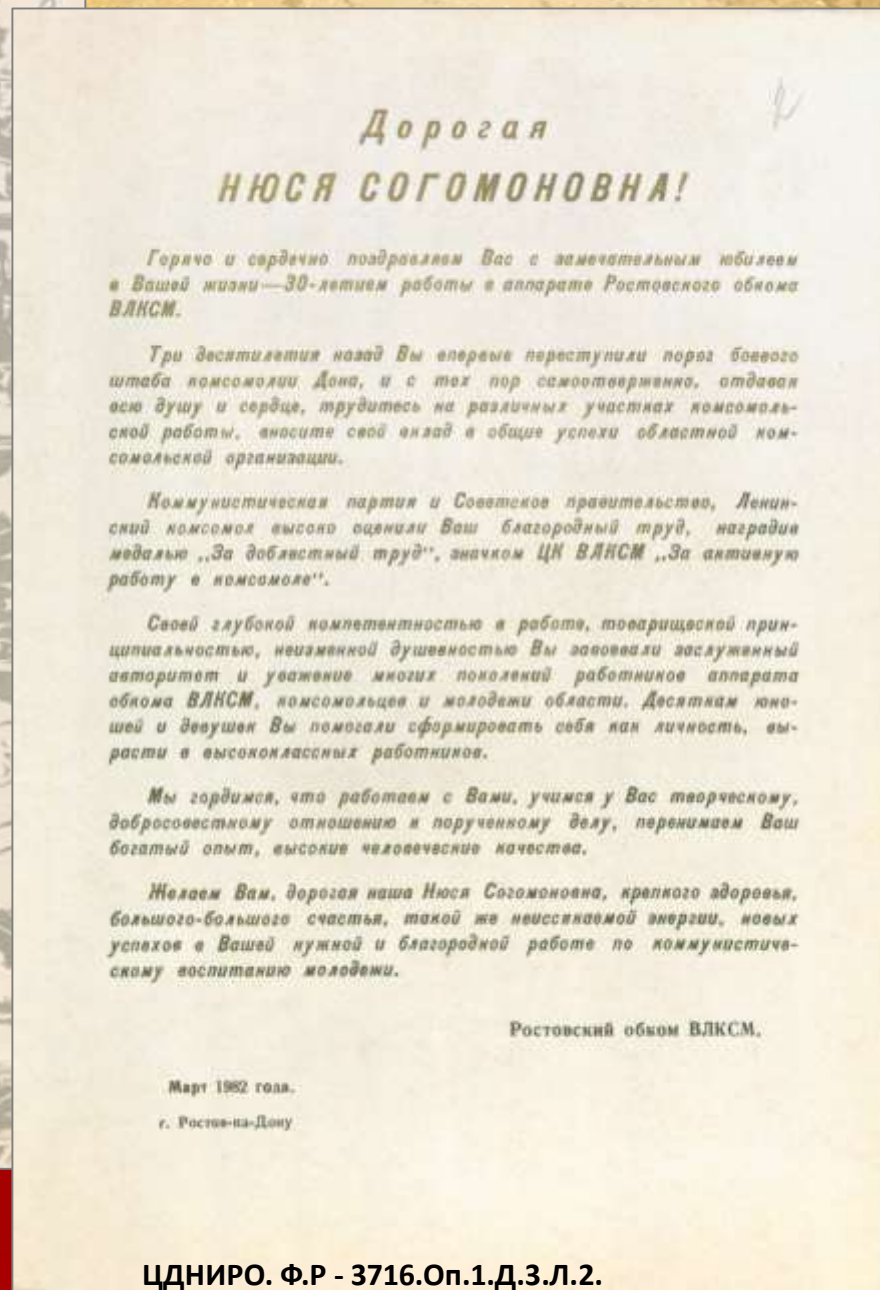 2
Дорогая
НЮСЯ СОГОМОНОВНА!
Горячо и сердечно поздравляем Вас с замечательным юбилеем
в Вашей жизни—30-летием работы в аппарате Ростовского обкома
ВЛКСМ.
Три десятилетия назад Вы впервые переступили порог боевого
штаба комсомолии Дона, и с тех пор самоотверженно, отдавая
всю душу и сердце, трудитесь на различных участках комсомоль-
ской работы, вносите свой вклад в общие успехи областной ком-
сомольской организации.
Коммунистическая партия и Советское правительство, Ленин-
ский комсомол высоко оценили Ваш благородный труд, наградив
медалью „За доблестный труд", значком ЦК ВЛКСМ „За активную
работу в комсомоле".
Своей глубокой компетентностью в работе, товарищеской прин-
ципиальностью, неизменной душевностью Вы завоевали заслуженный
авторитет и уважение многих поколений работников аппарата
обкома ВЛКСМ, комсомольцев и молодежи области. Десяткам юно-
шей и девушек Вы помогали сформировать себя как личность, вы-
расти в высококлассных работников.
Мы гордимся, что работаем с Вами, учимся у Вас творческому,
добросовестному отношению к порученному делу, перенимаем Ваш
богатый опыт, высокие человеческие качества.
Желаем Вам, дорогая наша Нюся Согомоновна, крепкого здоровья,
большого-большого счастья, такой же неиссякаемой энергии, новых
успехов в Вашей нужной и благородной работе по коммунистиче-
скому воспитанию молодежи.
Ростовский обком ВЛКСМ.
Март 1982 года.
г. Ростов-на-Дону
ЦДНИРО. Ф.Р - 3716.Оп.1.Д.3.Л.2.